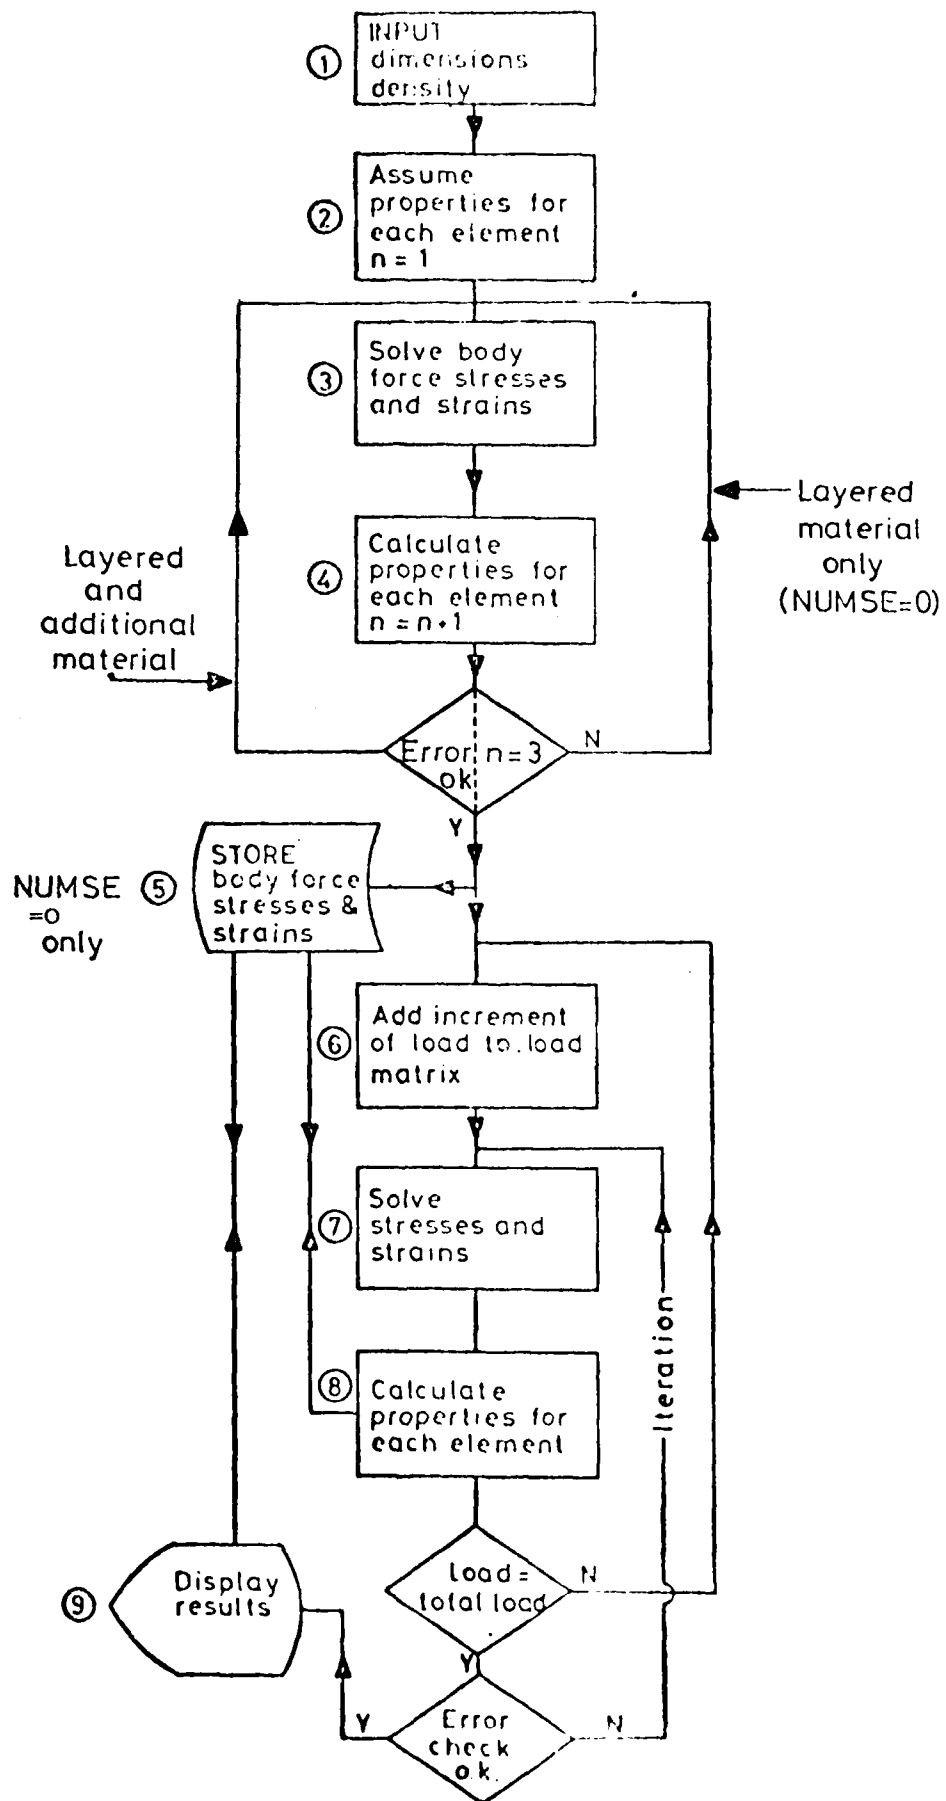 ①
INPUT
dimensions
density
②
Assume
properties for
each element
n = 1
③
Solve body
force stresses
and strains
Layered
material
only
(NUMSE=0)
④
Calculate
properties for
each element
n = n+1
Layered
and
additional
material
Error
ok
n = 3
N
Y
NUMSE
=0
only
⑤
STORE
body force
stresses &
strains
⑥
Add increment
of load to load
matrix
⑦
Solve
stresses and
strains
Iteration
⑧
Calculate
properties for
each element
Load =
total load
N
Y
⑨
Display
results
Error
check
o.k.
Y
N